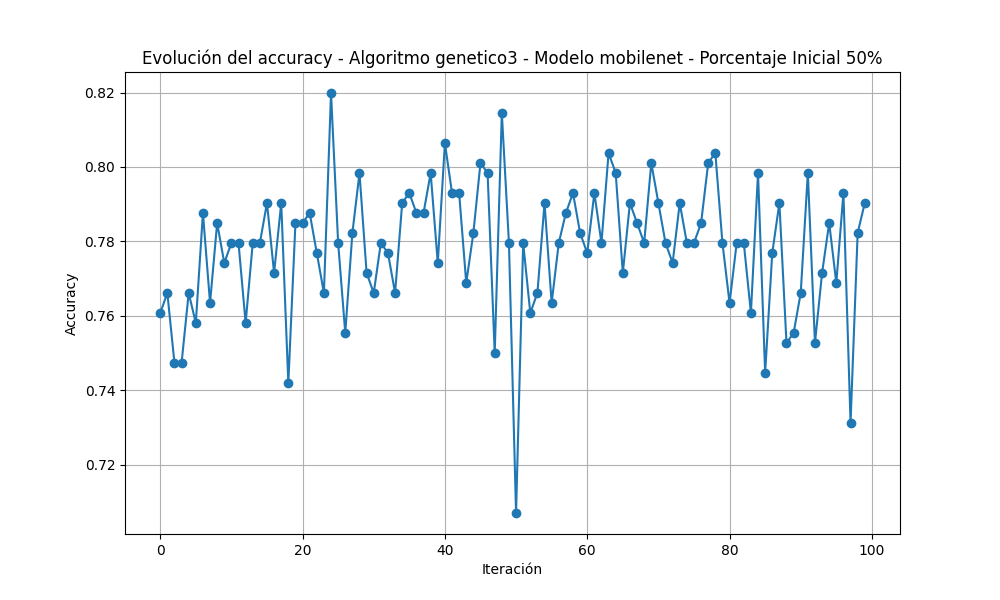 Evolución del accuracy - Algoritmo genetico3 - Modelo mobilenet - Porcentaje Inicial 50%
0.82
0.80
0.78
0.76
0.74
0.72
Accuracy
0 20 40 60 80 100
Iteración